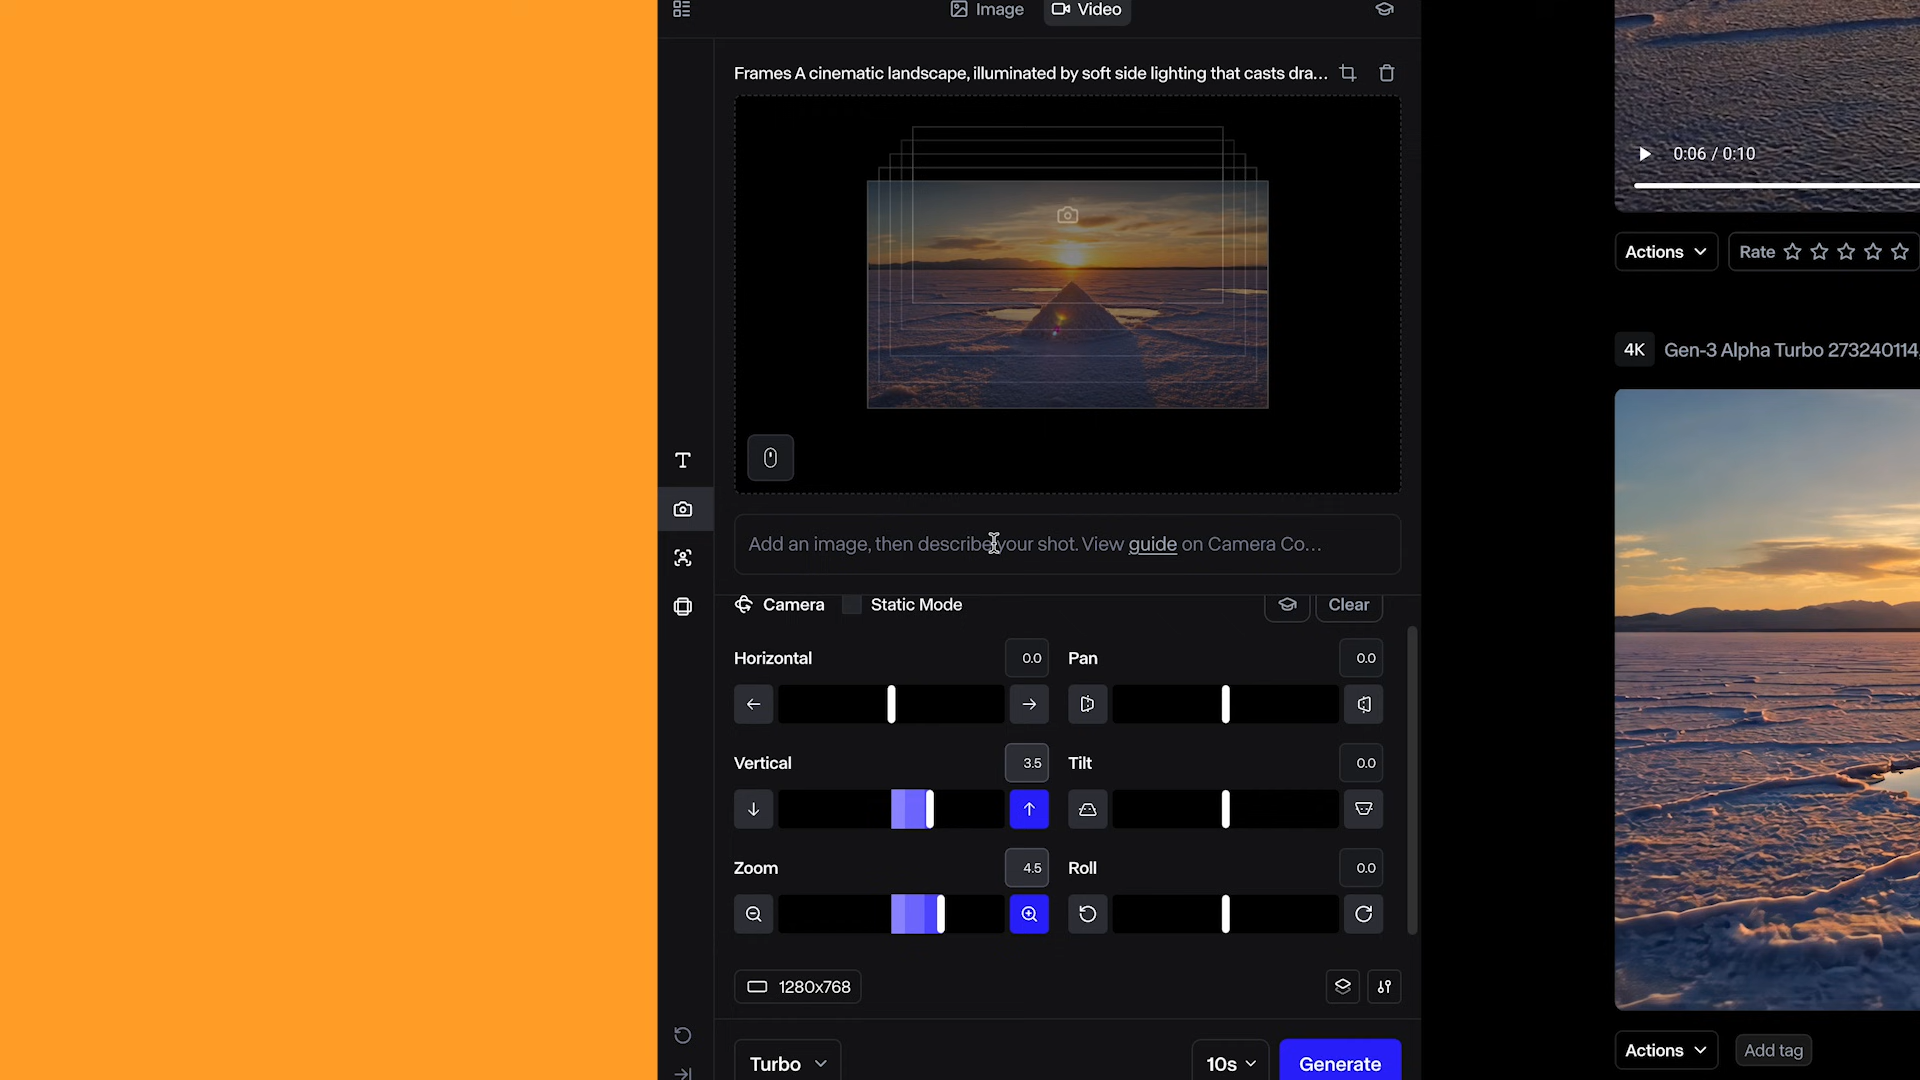 Image
Video
Frames A cinematic landscape, illuminated by soft side lighting that casts dra...
Add an image, then describe your shot. View guide on Camera Co...
Camera
Static Mode
Clear
Horizontal
0.0
Pan
0.0
Vertical
3.5
Tilt
0.0
Zoom
4.5
Roll
0.0
1280x768
Turbo
10s
Generate
0:06 / 0:10
Actions
Rate
4K
Gen-3 Alpha Turbo 273240114,
Actions
Add tag